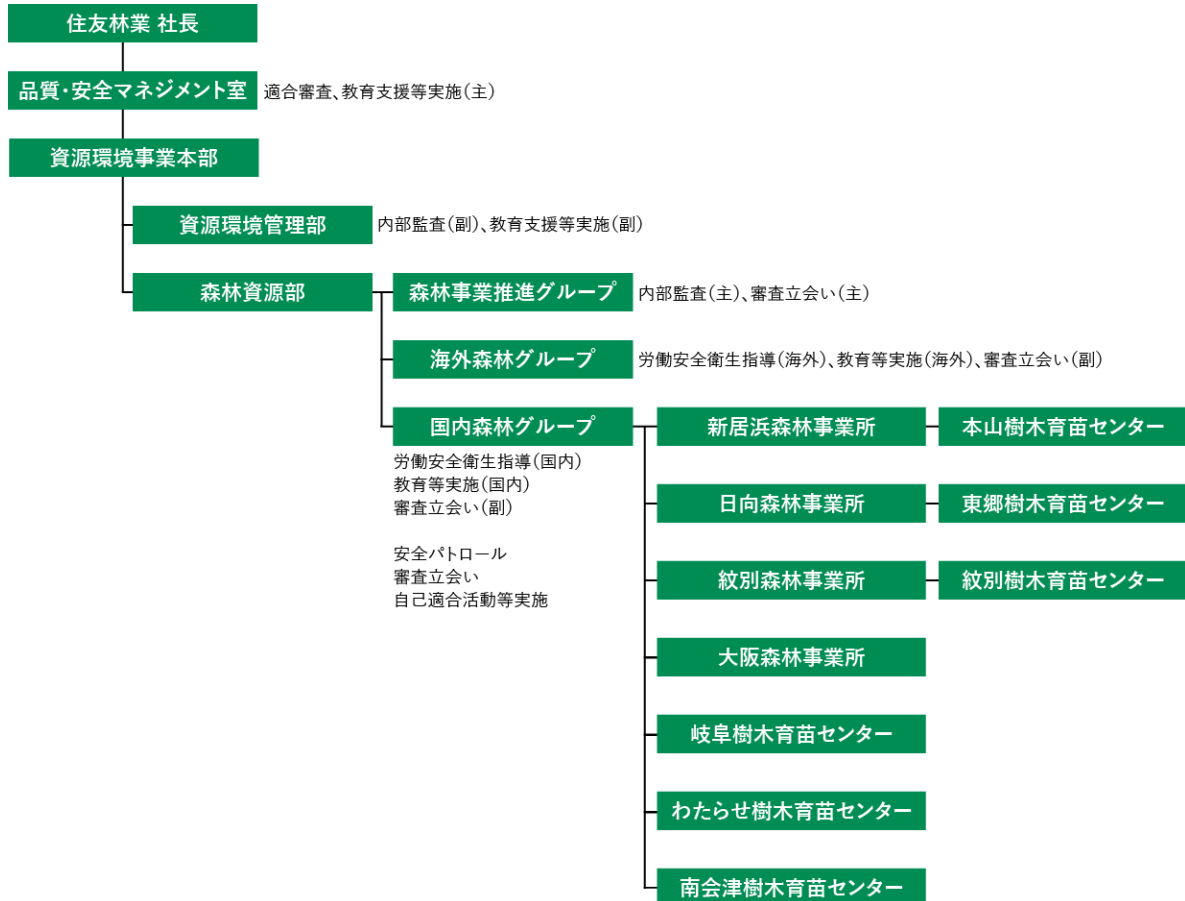 住友林業 社長
品質・安全マネジメント室
適合審査、教育支援等実施(主)
資源環境事業本部
資源環境管理部
内部監査(副)、教育支援等実施(副)
森林資源部
森林事業推進グループ
内部監査(主)、審査立会い(主)
海外森林グループ
労働安全衛生指導(海外)、教育等実施(海外)、審査立会い(副)
国内森林グループ
労働安全衛生指導(国内)
教育等実施(国内)
審査立会い(副)
安全パトロール
審査立会い
自己適合活動等実施
新居浜森林事業所
本山樹木育苗センター
日向森林事業所
東郷樹木育苗センター
紋別森林事業所
紋別樹木育苗センター
大阪森林事業所
岐阜樹木育苗センター
わたらせ樹木育苗センター
南会津樹木育苗センター